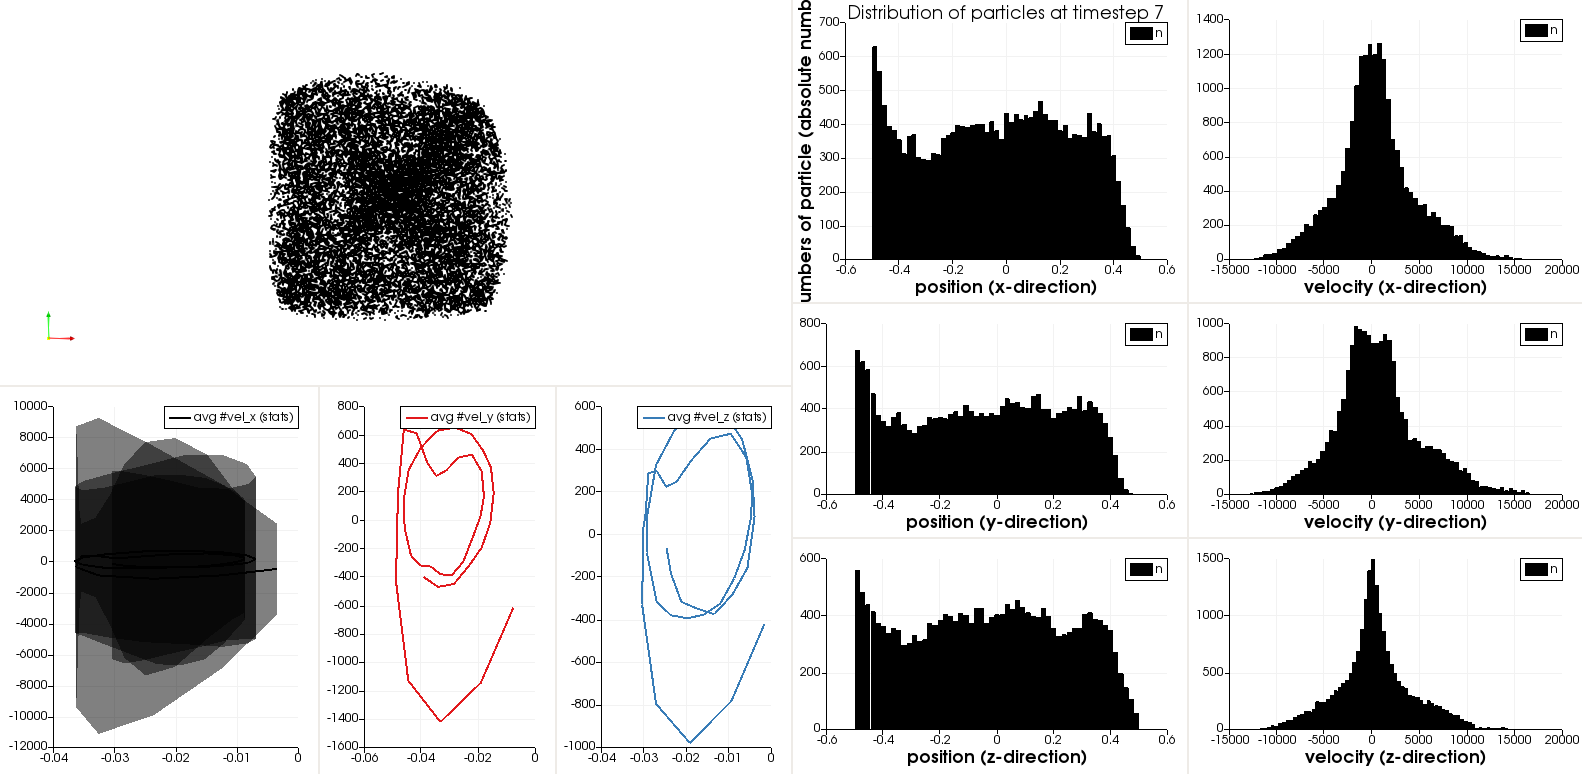 Distribution of particles at timestep 7
umbers of particle (absolute numb
700
600
500
400
300
200
100
0
-0.6 -0.4 -0.2 0 0.2 0.4 0.6
position (x-direction)
n
1400
1200
1000
800
600
400
200
0
-15000 -10000 -5000 0 5000 10000 15000 20000
velocity (x-direction)
n
800
600
400
200
0
-0.6 -0.4 -0.2 0 0.2 0.4 0.6
position (y-direction)
n
1000
800
600
400
200
0
-15000 -10000 -5000 0 5000 10000 15000 20000
velocity (y-direction)
n
600
400
200
0
-0.6 -0.4 -0.2 0 0.2 0.4 0.6
position (z-direction)
n
1500
1000
500
0
-15000 -10000 -5000 0 5000 10000 15000 20000
velocity (z-direction)
n
avg #vel_x (stats)
10000
8000
6000
4000
2000
0
-2000
-4000
-6000
-8000
-10000
-12000
-0.04 -0.03 -0.02 -0.01 0
avg #vel_y (stats)
800
600
400
200
0
-200
-400
-600
-800
-1000
-1200
-1400
-1600
-0.06 -0.04 -0.02 0
avg #vel_z (stats)
600
400
200
0
-200
-400
-600
-800
-1000
-0.04 -0.03 -0.02 -0.01 0